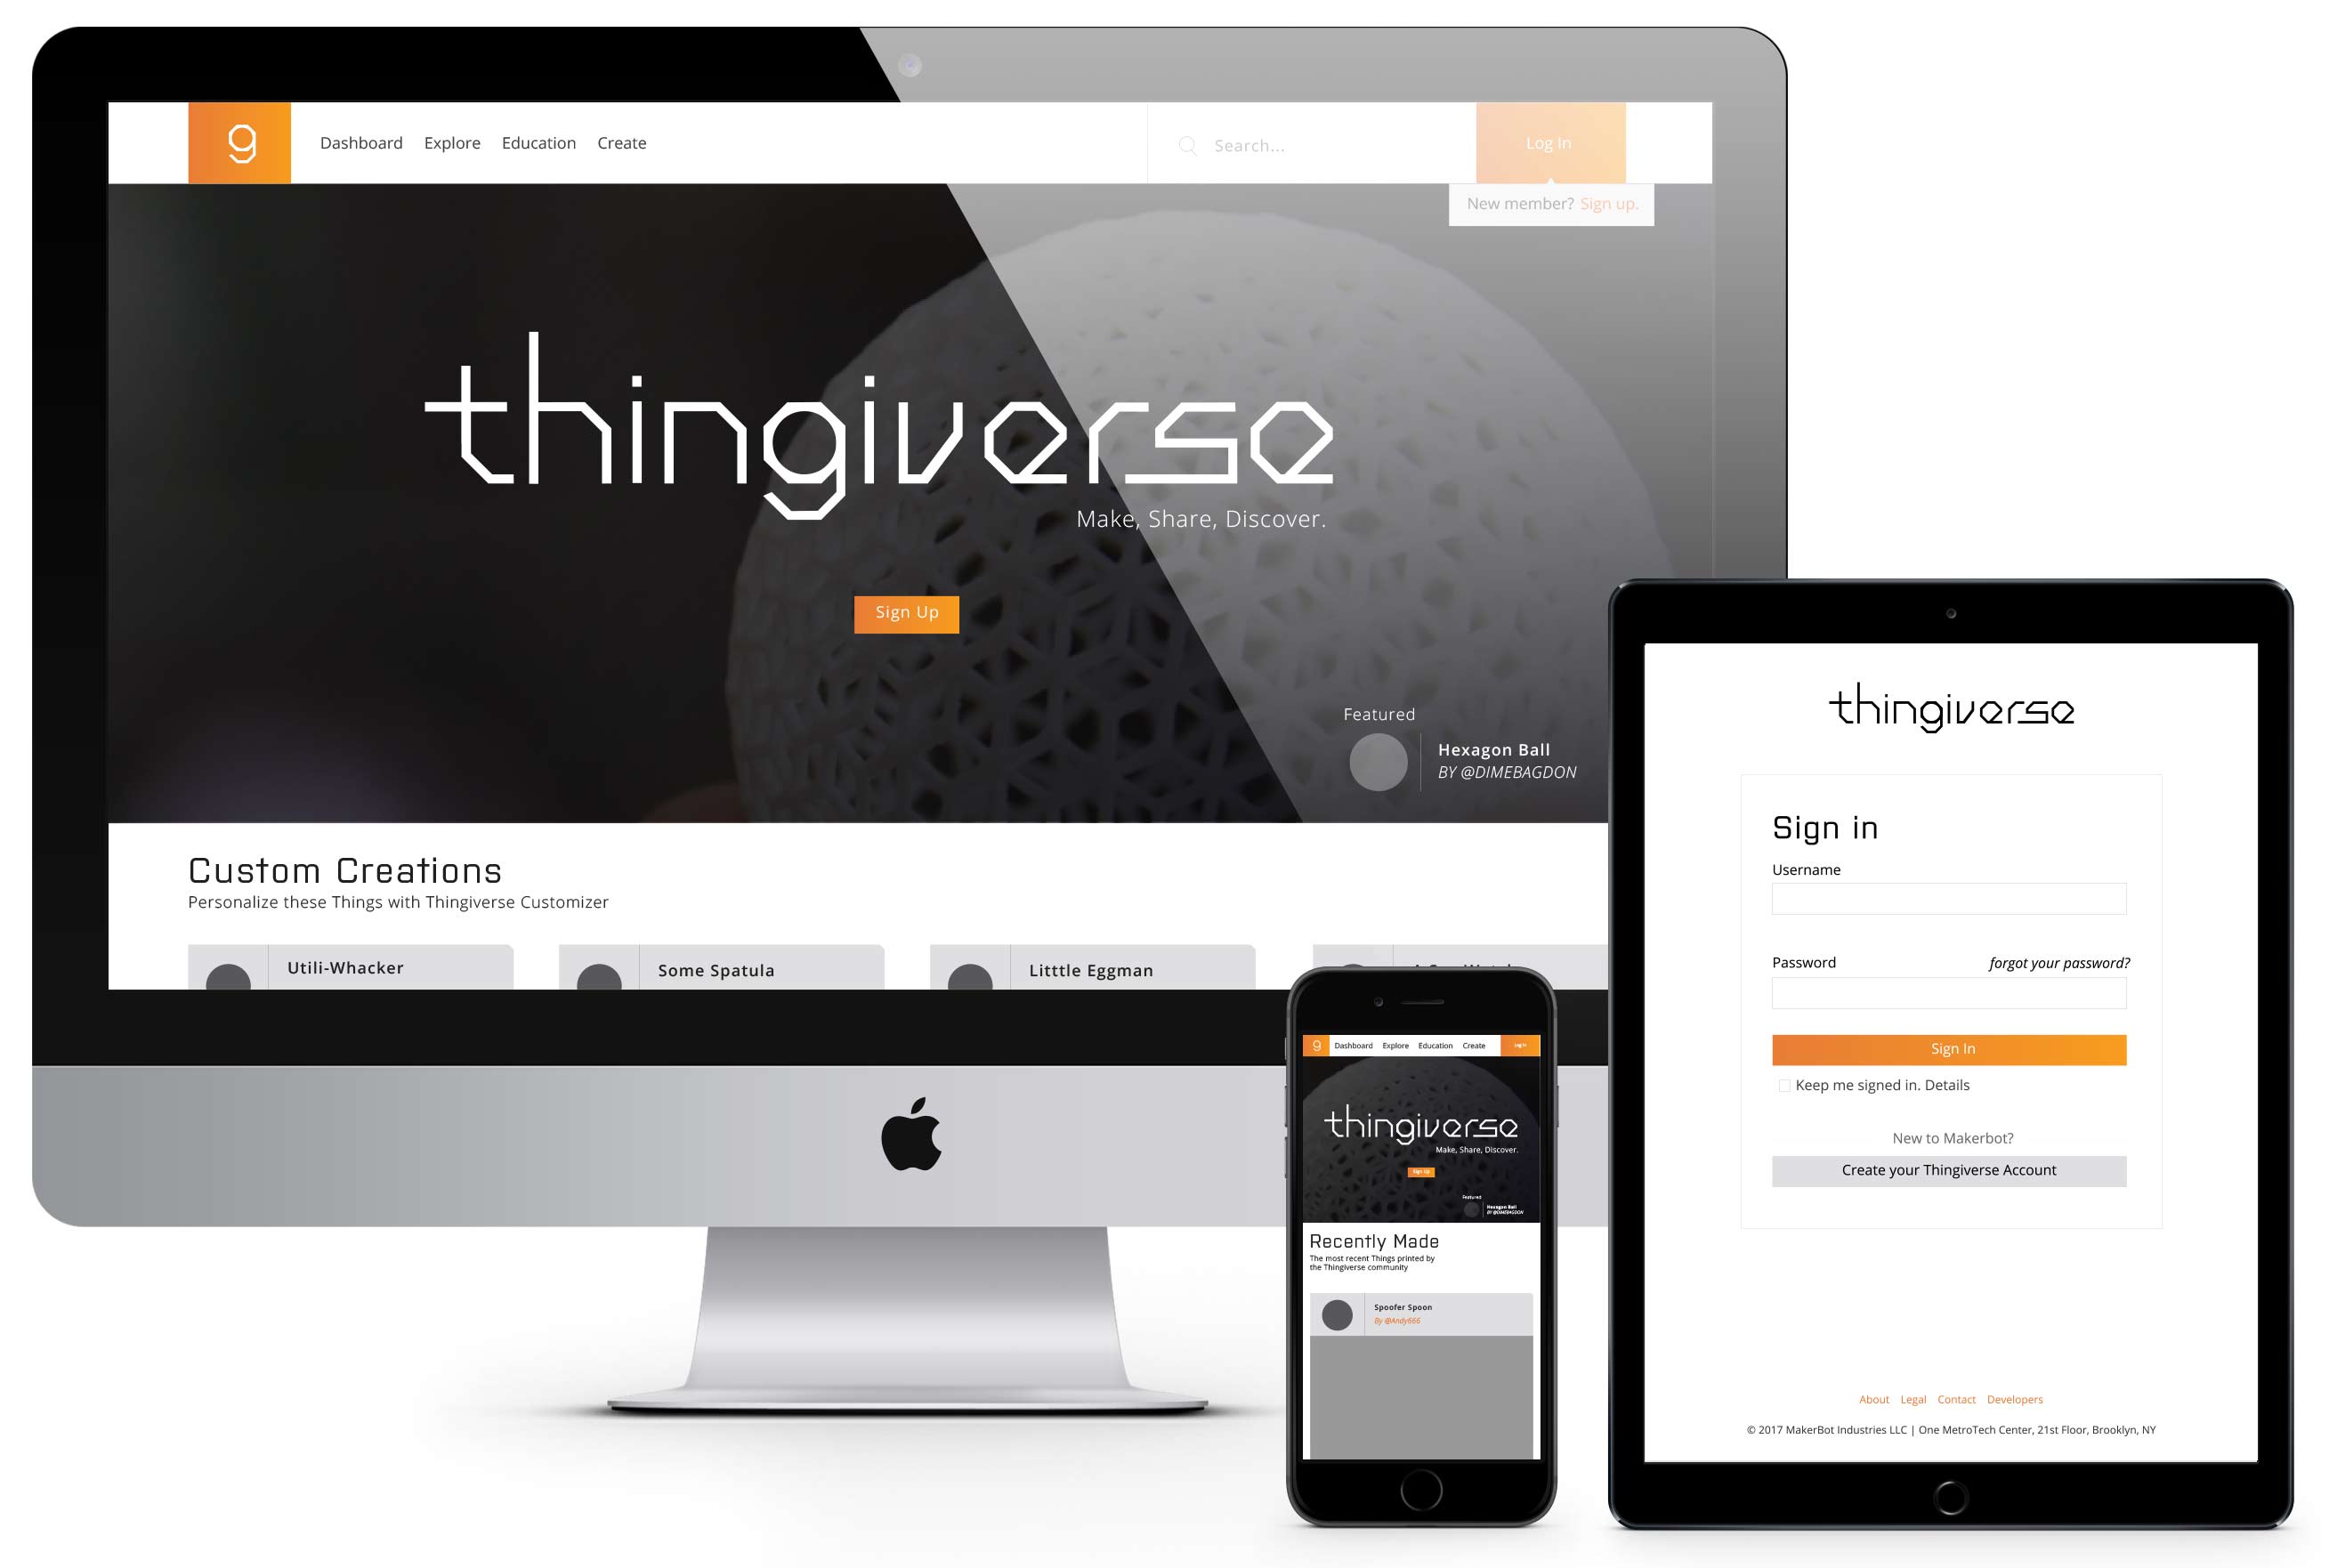 g
Dashboard Explore Education Create
Search...
Log In
New member? Sign up.
thingiverse
Make, Share, Discover.
Sign Up
Featured
Hexagon Ball
BY @DIMEBAGDON
Custom Creations
Personalize these Things with Thingiverse Customizer
Utili-Whacker
Some Spatula
Litttle Eggman
g Dashboard Explore Education Create Log In
thingiverse
Make, Share, Discover.
Sign Up
Featured
Hexagon Ball
BY @DIMEBAGDON
Recently Made
The most recent Things printed by
the Thingiverse community
Spoofer Spoon
By @Andy666
thingiverse
Sign in
Username
Password forgot your password?
Sign In
Keep me signed in. Details
New to Makerbot?
Create your Thingiverse Account
About Legal Contact Developers
© 2017 MakerBot Industries LLC | One MetroTech Center, 21st Floor, Brooklyn, NY